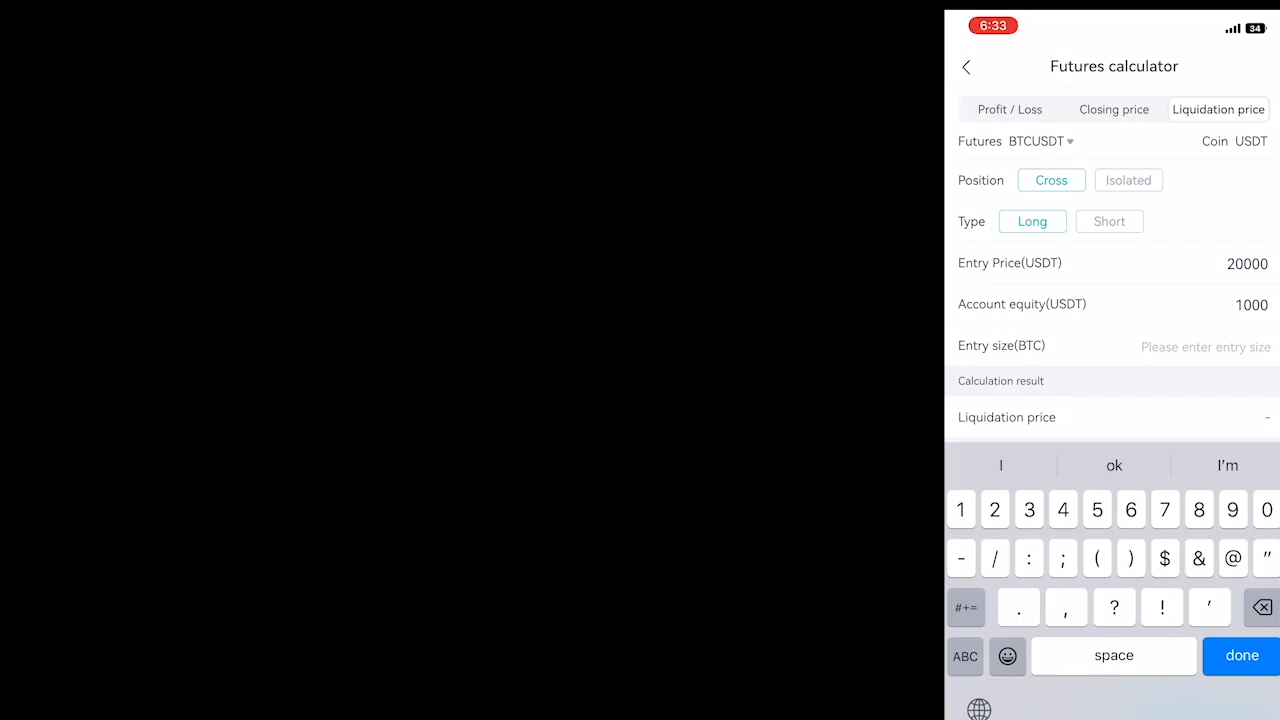 6:33
34
Futures calculator
Profit / Loss Closing price Liquidation price
Futures BTCUSDT Coin USDT
Position Cross Isolated
Type Long Short
Entry Price(USDT) 20000
Account equity(USDT) 1000
Entry size(BTC) Please enter entry size
Calculation result
Liquidation price -
I ok I'm
1 2 3 4 5 6 7 8 9 0
- / : ; ( ) $ & @ "
#+= . , ? ! '
ABC space done